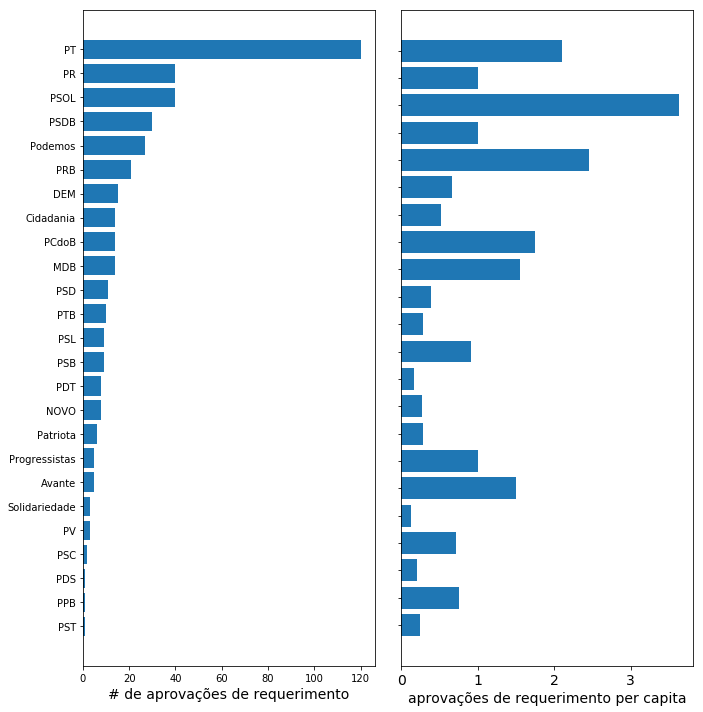 PT
PR
PSOL
PSDB
Podemos
PRB
DEM
Cidadania
PCdoB
MDB
PSD
PTB
PSL
PSB
PDT
NOVO
Patriota
Progressistas
Avante
Solidariedade
PV
PSC
PDS
PPB
PST
0 20 40 60 80 100 120
# de aprovações de requerimento
0 1 2 3
aprovações de requerimento per capita